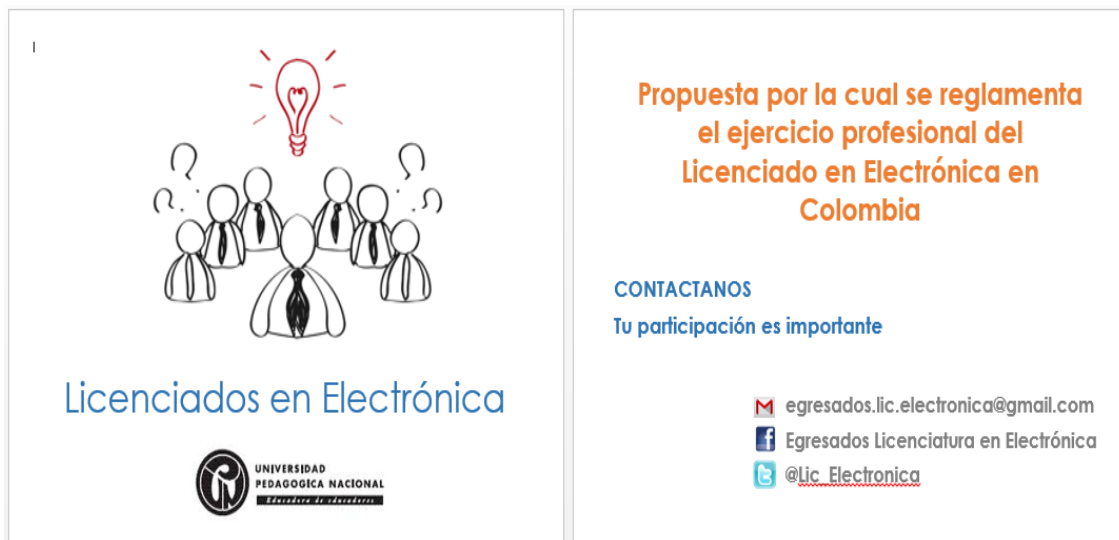 Licenciados en Electrónica
UNIVERSIDAD
PEDAGOGICA NACIONAL
Educadora de educadores
Propuesta por la cual se reglamenta
el ejercicio profesional del
Licenciado en Electrónica en
Colombia
CONTACTANOS
Tu participación es importante
egresados.lic.electronica@gmail.com
Egresados Licenciatura en Electrónica
@Lic_Electronica